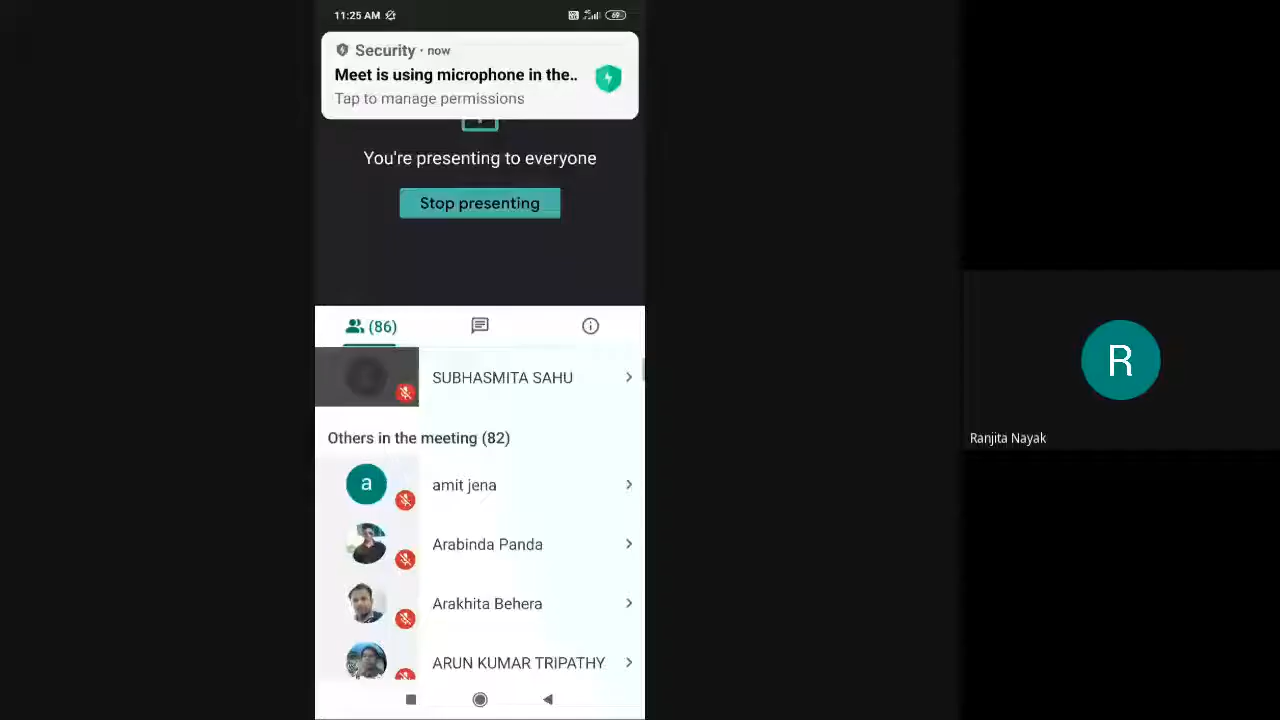 11:25 AM
69
Security · now
Meet is using microphone in the..
Tap to manage permissions
You're presenting to everyone
Stop presenting
(86)
SUBHASMITA SAHU
Others in the meeting (82)
a
amit jena
Arabinda Panda
Arakhita Behera
ARUN KUMAR TRIPATHY
R
Ranjita Nayak